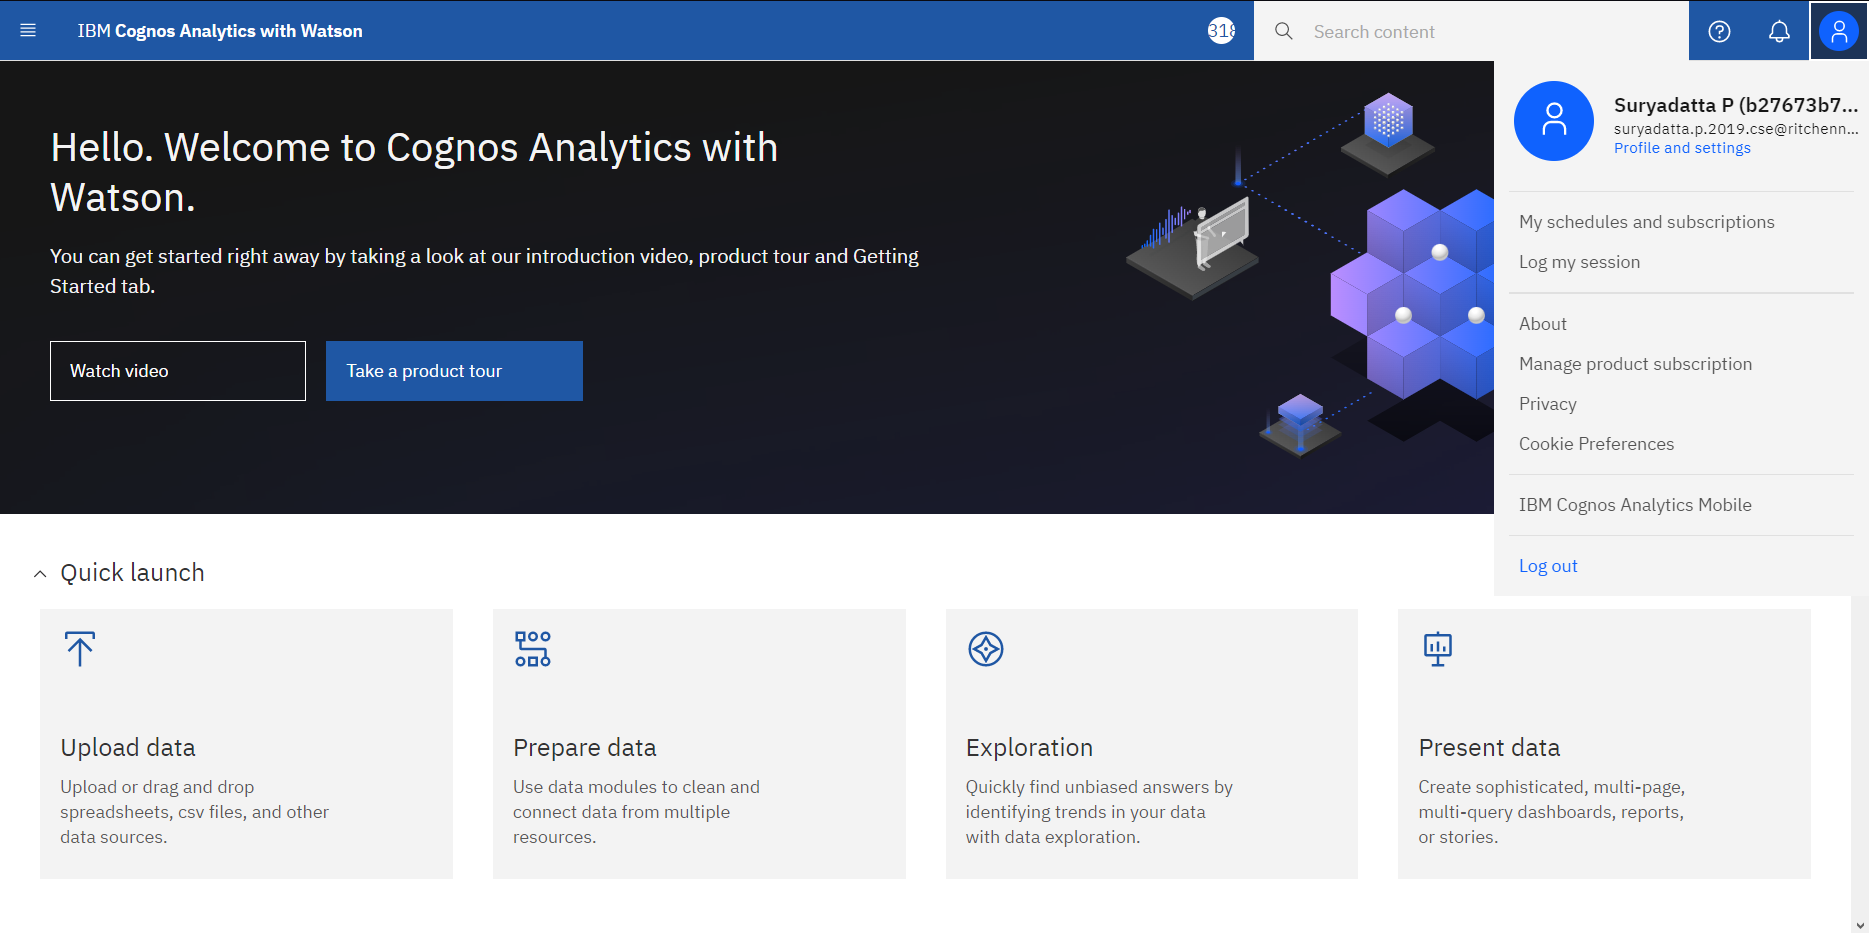 IBM Cognos Analytics with Watson
318
Search content
Hello. Welcome to Cognos Analytics with
Watson.
You can get started right away by taking a look at our introduction video, product tour and Getting
Started tab.
Watch video
Take a product tour
Suryadatta P (b27673b7...
suryadatta.p.2019.cse@ritchenn...
Profile and settings
My schedules and subscriptions
Log my session
About
Manage product subscription
Privacy
Cookie Preferences
IBM Cognos Analytics Mobile
Log out
Quick launch
Upload data
Upload or drag and drop
spreadsheets, csv files, and other
data sources.
Prepare data
Use data modules to clean and
connect data from multiple
resources.
Exploration
Quickly find unbiased answers by
identifying trends in your data
with data exploration.
Present data
Create sophisticated, multi-page,
multi-query dashboards, reports,
or stories.